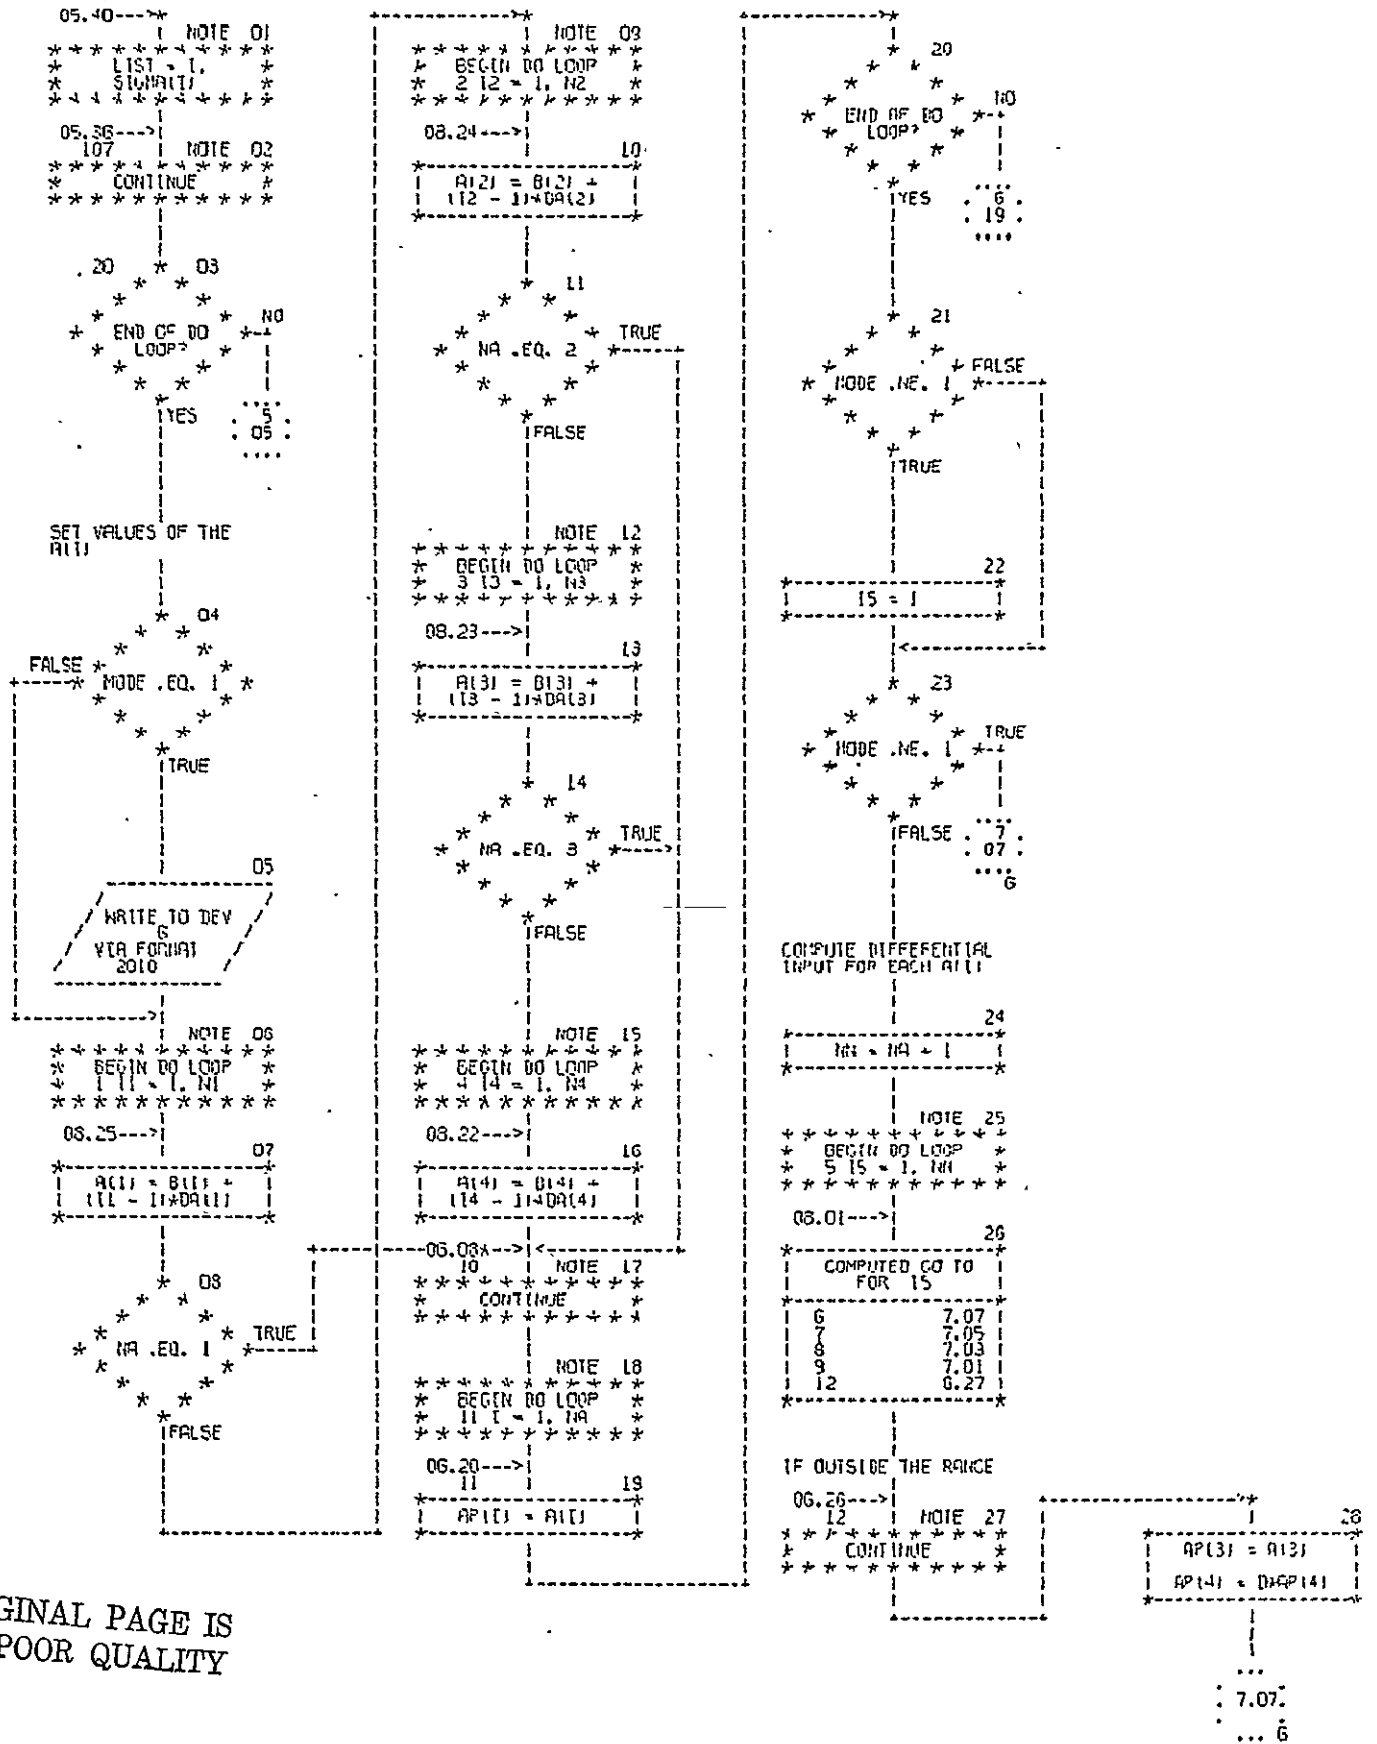 05.40--->*
NOTE 01
LIST = I,
SIGMA(I)
05.36--->
107 NOTE 02
CONTINUE
20 03
END OF DO
LOOP?
NO
YES
5
05
SET VALUES OF THE
A(I)
04
FALSE
MODE .EQ. 1
TRUE
05
WRITE TO DEV
6
VIA FORMAT
2010
NOTE 06
BEGIN DO LOOP
1 I1 = 1, N1
08.25--->
07
A(1) = B(1) +
(I1 - 1)*DA(1)
08
TRUE
NA .EQ. 1
FALSE
NOTE 09
BEGIN DO LOOP
2 I2 = 1, N2
08.24--->
10
A(2) = B(2) +
(I2 - 1)*DA(2)
11
TRUE
NA .EQ. 2
FALSE
NOTE 12
BEGIN DO LOOP
3 I3 = 1, N3
08.23--->
13
A(3) = B(3) +
(I3 - 1)*DA(3)
14
TRUE
NA .EQ. 3
FALSE
NOTE 15
BEGIN DO LOOP
4 I4 = 1, N4
08.22--->
16
A(4) = B(4) +
(I4 - 1)*DA(4)
06.08*-->
10 NOTE 17
CONTINUE
NOTE 18
BEGIN DO LOOP
11 I = 1, NA
06.20--->
11 19
AP(I) = A(I)
20
NO
END OF DO
LOOP?
YES
6
19
21
FALSE
MODE .NE. 1
TRUE
22
I5 = 1
23
TRUE
MODE .NE. 1
FALSE
7
07
6
COMPUTE DIFFERENTIAL
INPUT FOR EACH A(I)
24
NN = NA + 1
NOTE 25
BEGIN DO LOOP
5 I5 = 1, NN
08.01--->
26
COMPUTED GO TO
FOR I5
6 7.07
7 7.05
8 7.03
9 7.01
12 6.27
IF OUTSIDE THE RANGE
06.26--->
12 NOTE 27
CONTINUE
28
AP(3) = A(3)
AP(4) = D*AP(4)
7.07
6
GINAL PAGE IS
POOR QUALITY